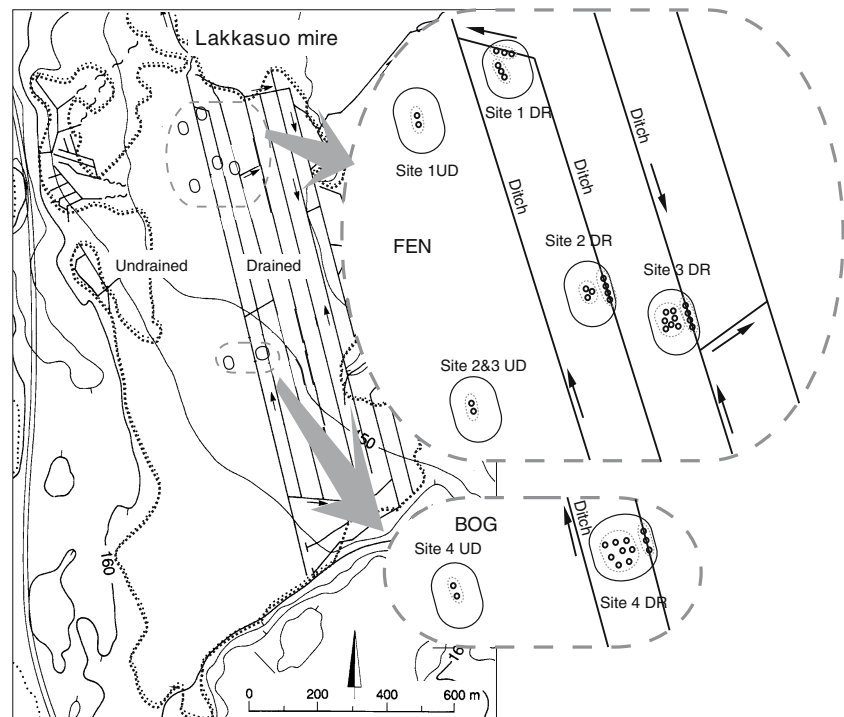 Lakkasuo mire
Undrained
Drained
150
160
16
0 200 400 600 m
Site 1 DR
Site 1UD
Ditch
Ditch
Ditch
FEN
Site 2 DR
Site 3 DR
Site 2&3 UD
BOG
Ditch
Site 4 UD
Site 4 DR